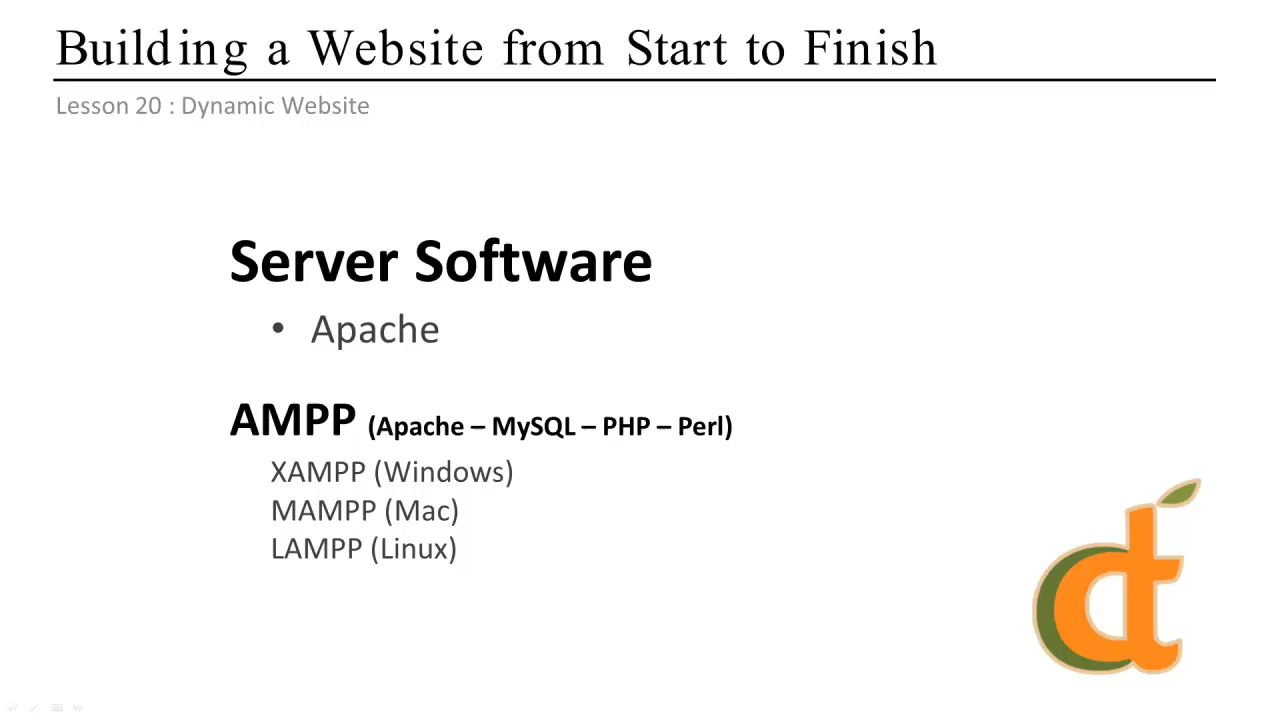 Building a Website from Start to Finish
Lesson 20 : Dynamic Website
Server Software
• Apache
AMPP (Apache – MySQL – PHP – Perl)
XAMPP (Windows)
MAMPP (Mac)
LAMPP (Linux)